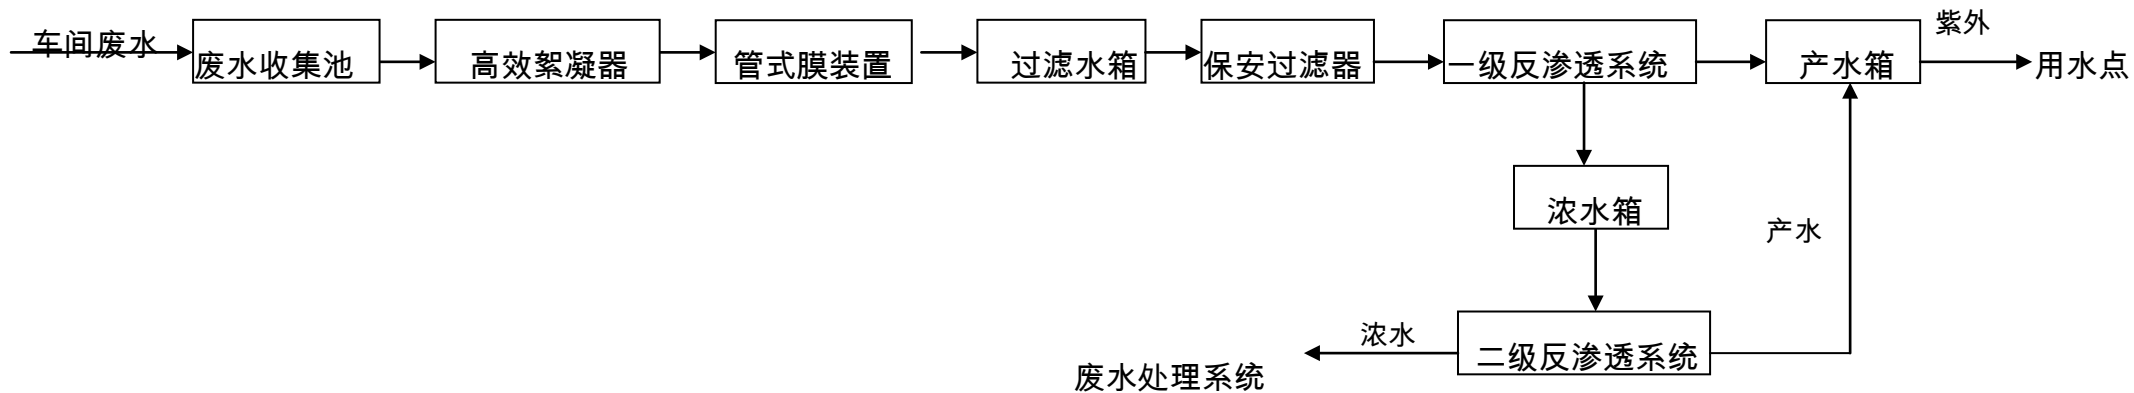 车间废水
废水收集池
高效絮凝器
管式膜装置
过滤水箱
保安过滤器
一级反渗透系统
产水箱
紫外
用水点
浓水箱
产水
浓水
二级反渗透系统
废水处理系统